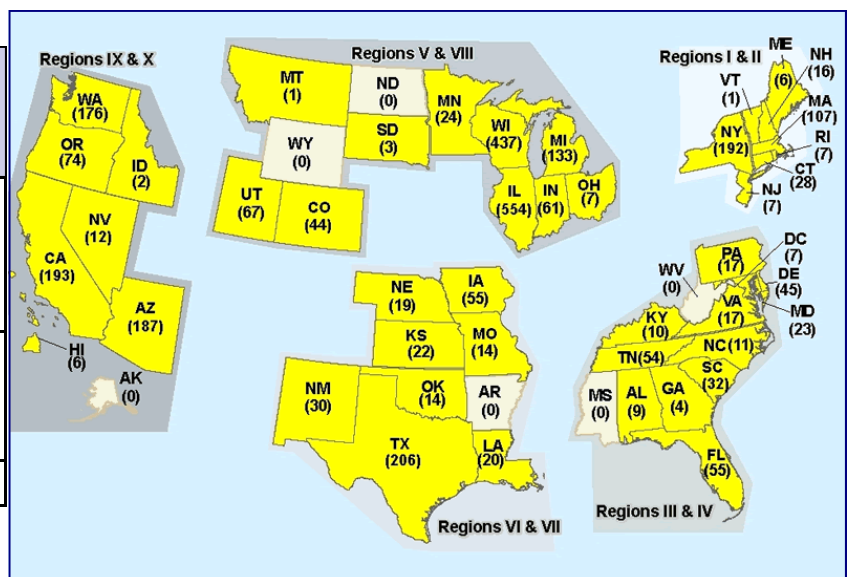 Regions IX & X
WA
(176)
OR
(74)
ID
(2)
NV
(12)
CA
(193)
AZ
(187)
HI
(6)
AK
(0)
Regions V & VIII
MT
(1)
ND
(0)
MN
(24)
SD
(3)
WY
(0)
WI
(437)
MI
(133)
UT
(67)
CO
(44)
IL
(554)
IN
(61)
OH
(7)
Regions I & II
ME
(6)
NH
(16)
VT
(1)
MA
(107)
NY
(192)
RI
(7)
CT
(28)
NJ
(7)
NE
(19)
IA
(55)
KS
(22)
MO
(14)
NM
(30)
OK
(14)
AR
(0)
TX
(206)
LA
(20)
Regions VI & VII
DC
(7)
PA
(17)
WV
(0)
DE
(45)
VA
(17)
MD
(23)
KY
(10)
TN(54)
NC(11)
SC
(32)
MS
(0)
AL
(9)
GA
(4)
FL
(55)
Regions III & IV